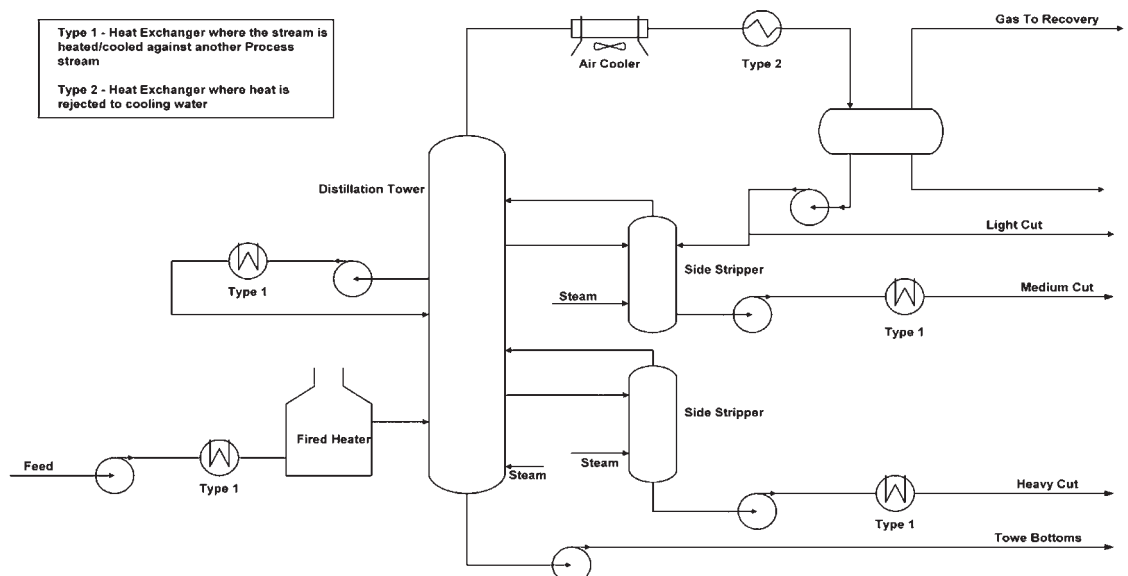 Type 1 - Heat Exchanger where the stream is
heated/cooled against another Process
stream
Type 2 - Heat Exchanger where heat is
rejected to cooling water
Gas To Recovery
Air Cooler
Type 2
Distillation Tower
Light Cut
Side Stripper
Type 1
Steam
Medium Cut
Type 1
Side Stripper
Fired Heater
Feed
Type 1
Steam
Steam
Heavy Cut
Type 1
Towe Bottoms